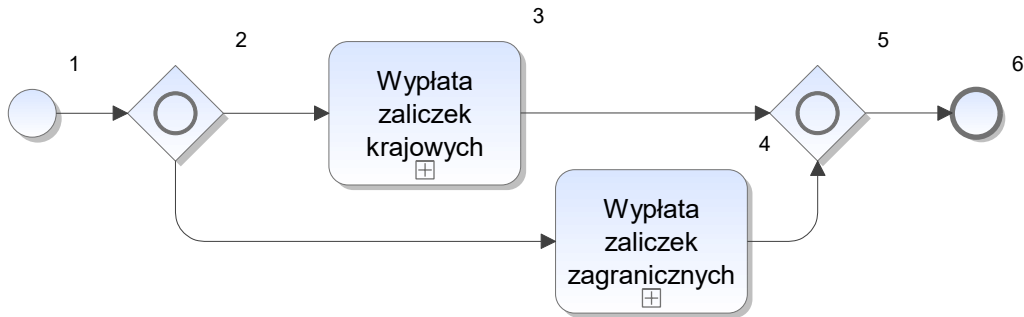 1
2
3
Wypłata
zaliczek
krajowych
4
Wypłata
zaliczek
zagranicznych
5
6